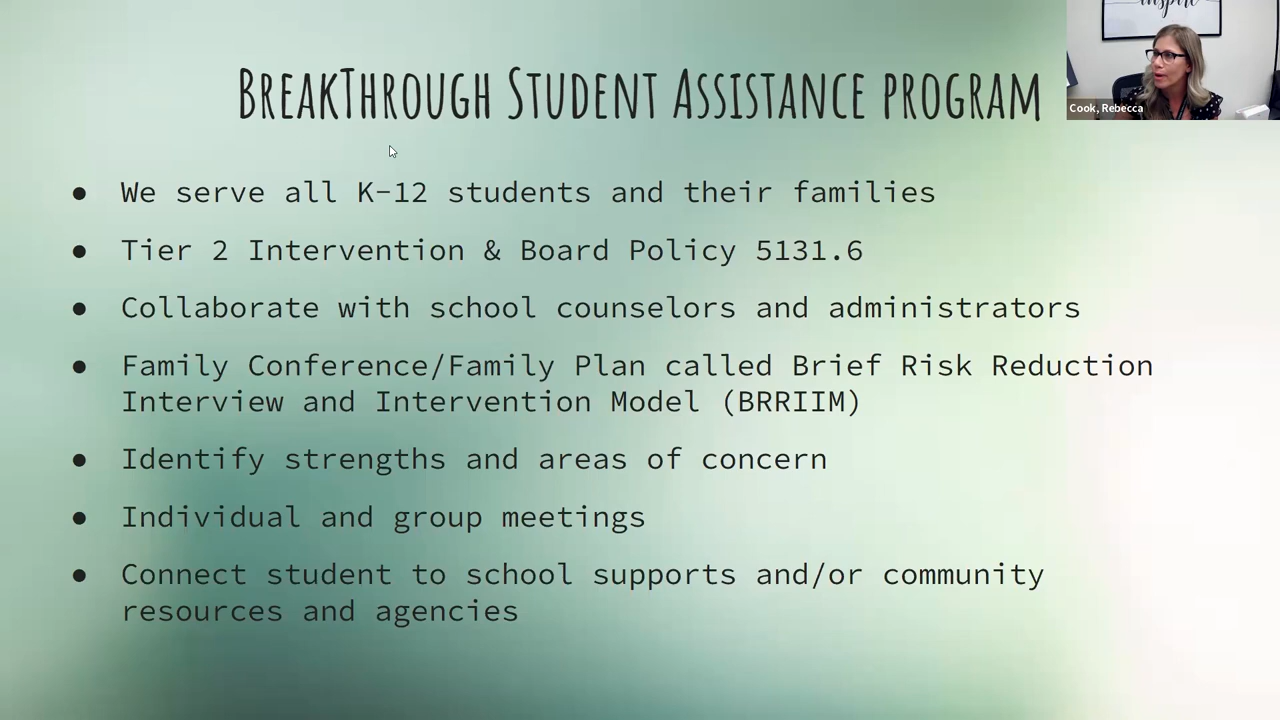 inspire
BreakThrough Student Assistance program
Cook, Rebecca
● We serve all K-12 students and their families
● Tier 2 Intervention & Board Policy 5131.6
● Collaborate with school counselors and administrators
● Family Conference/Family Plan called Brief Risk Reduction
Interview and Intervention Model (BRRIIM)
● Identify strengths and areas of concern
● Individual and group meetings
● Connect student to school supports and/or community
resources and agencies